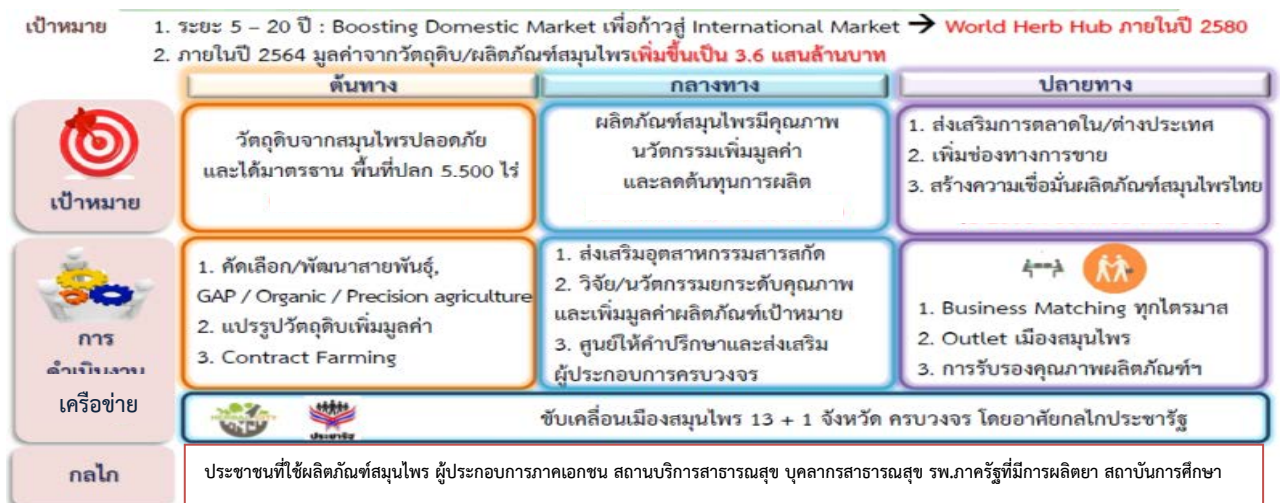 เป้าหมาย 1. ระยะ 5 – 20 ปี : Boosting Domestic Market เพื่อก้าวสู่ International Market → World Herb Hub ภายในปี 2580
2. ภายในปี 2564 มูลค่าจากวัตถุดิบ/ผลิตภัณฑ์สมุนไพรเพิ่มขึ้นเป็น 3.6 แสนล้านบาท
ต้นทาง
กลางทาง
ปลายทาง
เป้าหมาย
วัตถุดิบจากสมุนไพรปลอดภัย
และได้มาตรฐาน พื้นที่ปลูก 5.500 ไร่
ผลิตภัณฑ์สมุนไพรมีคุณภาพ
นวัตกรรมเพิ่มมูลค่า
และลดต้นทุนการผลิต
1. ส่งเสริมการตลาดใน/ต่างประเทศ
2. เพิ่มช่องทางการขาย
3. สร้างความเชื่อมั่นผลิตภัณฑ์สมุนไพรไทย
การ
ดำเนินงาน
เครือข่าย
1. คัดเลือก/พัฒนาสายพันธุ์,
GAP / Organic / Precision agriculture
2. แปรรูปวัตถุดิบเพิ่มมูลค่า
3. Contract Farming
1. ส่งเสริมอุตสาหกรรมสารสกัด
2. วิจัย/นวัตกรรมยกระดับคุณภาพ
และเพิ่มมูลค่าผลิตภัณฑ์เป้าหมาย
3. ศูนย์ให้คำปรึกษาและส่งเสริม
ผู้ประกอบการครบวงจร
1. Business Matching ทุกไตรมาส
2. Outlet เมืองสมุนไพร
3. การรับรองคุณภาพผลิตภัณฑ์ฯ
ประชารัฐ
ขับเคลื่อนเมืองสมุนไพร 13 + 1 จังหวัด ครบวงจร โดยอาศัยกลไกประชารัฐ
กลไก
ประชาชนที่ใช้ผลิตภัณฑ์สมุนไพร ผู้ประกอบการภาคเอกชน สถานบริการสาธารณสุข บุคลากรสาธารณสุข รพ.ภาครัฐที่มีการผลิตยา สถาบันการศึกษา